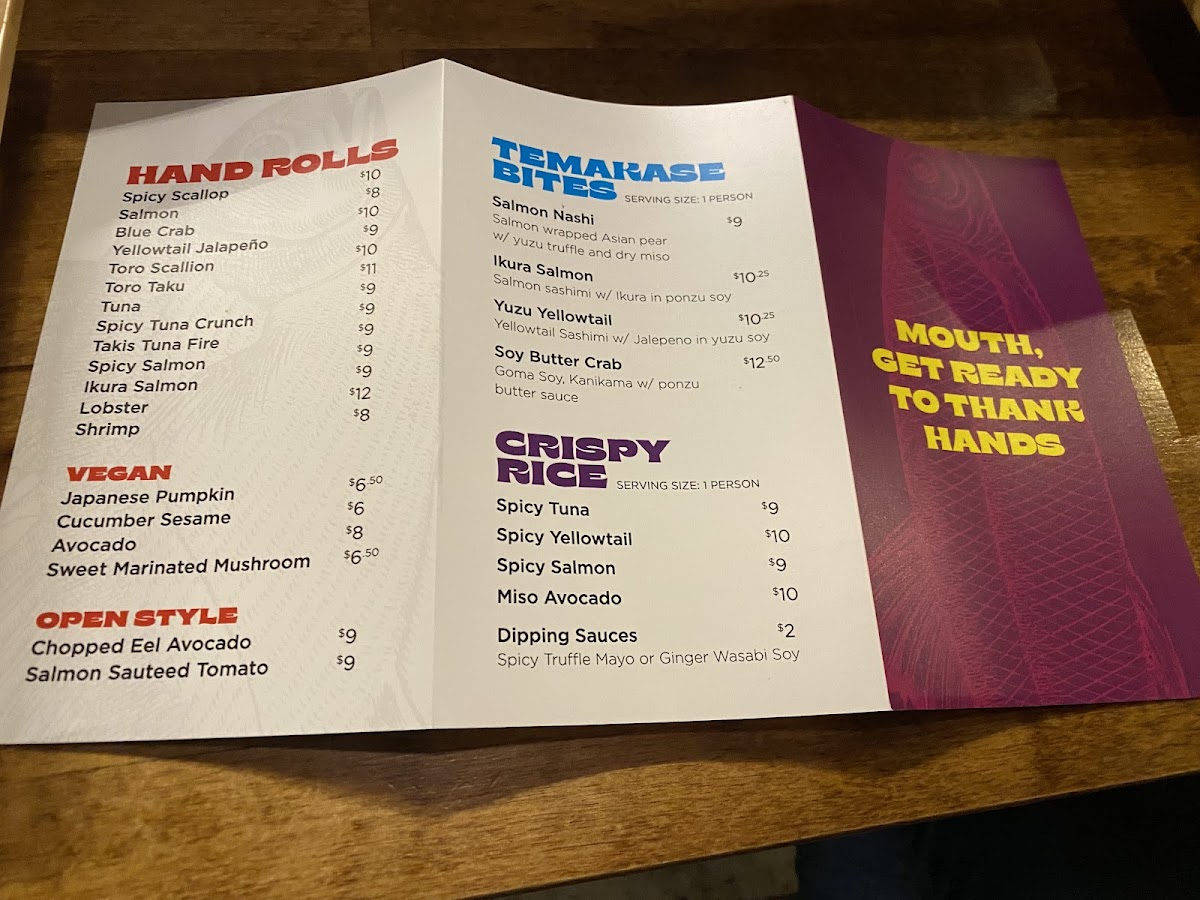 HAND ROLLS
Spicy Scallop $10
Salmon $8
Blue Crab $10
Yellowtail Jalapeño $9
Toro Scallion $10
Toro Taku $11
Tuna $9
Spicy Tuna Crunch $9
Takis Tuna Fire $9
Spicy Salmon $9
Ikura Salmon $9
Lobster $12
Shrimp $8
VEGAN
Japanese Pumpkin $6.50
Cucumber Sesame $6
Avocado $8
Sweet Marinated Mushroom $6.50
OPEN STYLE
Chopped Eel Avocado $9
Salmon Sauteed Tomato $9
TEMAKASE
BITES SERVING SIZE: 1 PERSON
Salmon Nashi $9
Salmon wrapped Asian pear
w/ yuzu truffle and dry miso
Ikura Salmon $10.25
Salmon sashimi w/ Ikura in ponzu soy
Yuzu Yellowtail $10.25
Yellowtail Sashimi w/ Jalepeno in yuzu soy
Soy Butter Crab $12.50
Goma Soy, Kanikama w/ ponzu
butter sauce
CRISPY
RICE SERVING SIZE: 1 PERSON
Spicy Tuna $9
Spicy Yellowtail $10
Spicy Salmon $9
Miso Avocado $10
Dipping Sauces $2
Spicy Truffle Mayo or Ginger Wasabi Soy
MOUTH,
GET READY
TO THANK
HANDS